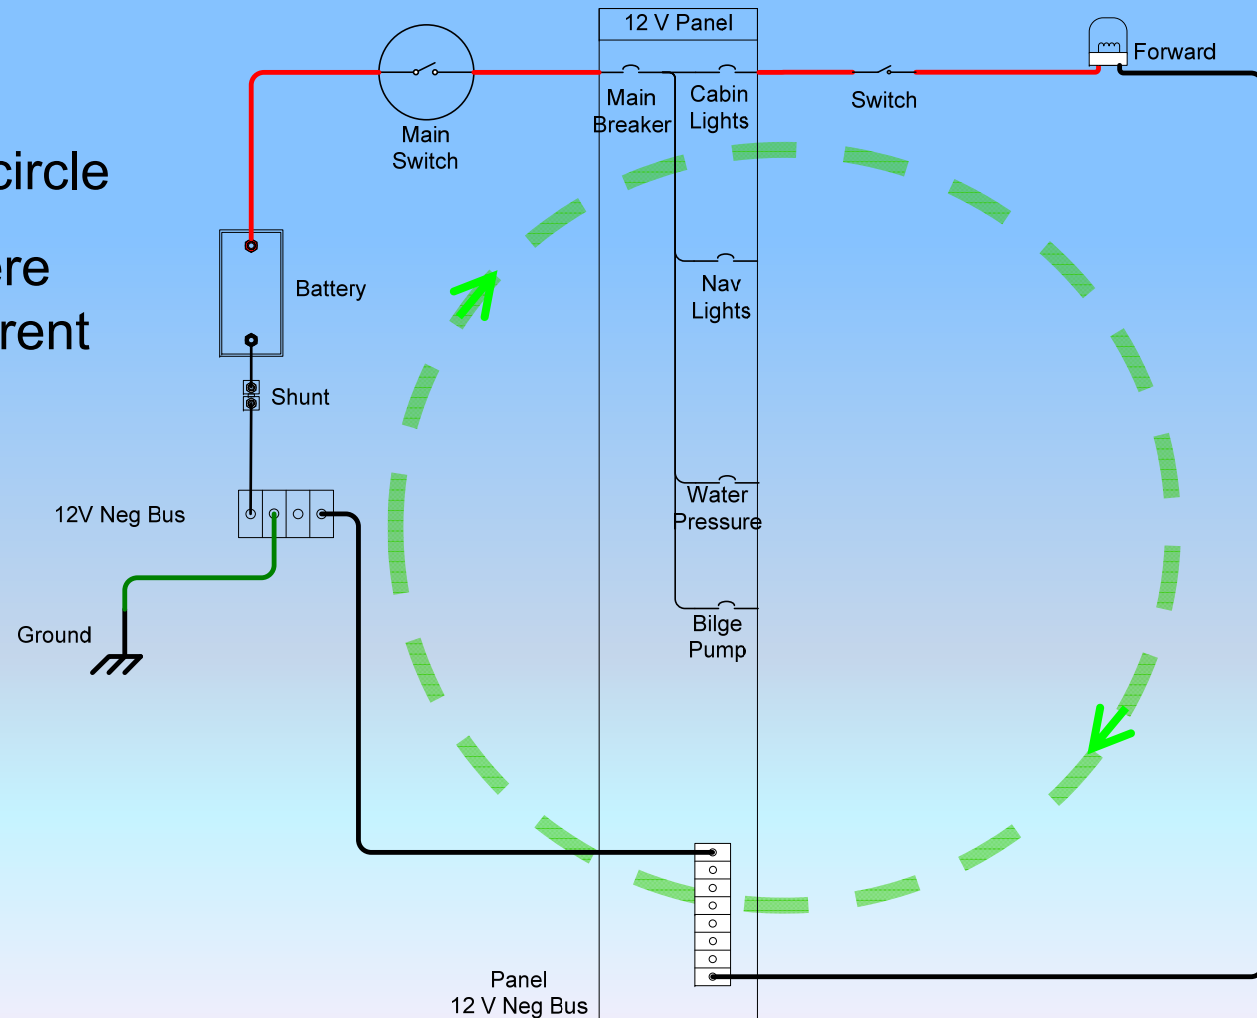 12 V Panel
Forward
Main
Breaker
Cabin
Lights
Switch
Main
Switch
circle
ere
rent
Battery
Nav
Lights
Shunt
Water
Pressure
12V Neg Bus
Bilge
Pump
Ground
Panel
12 V Neg Bus